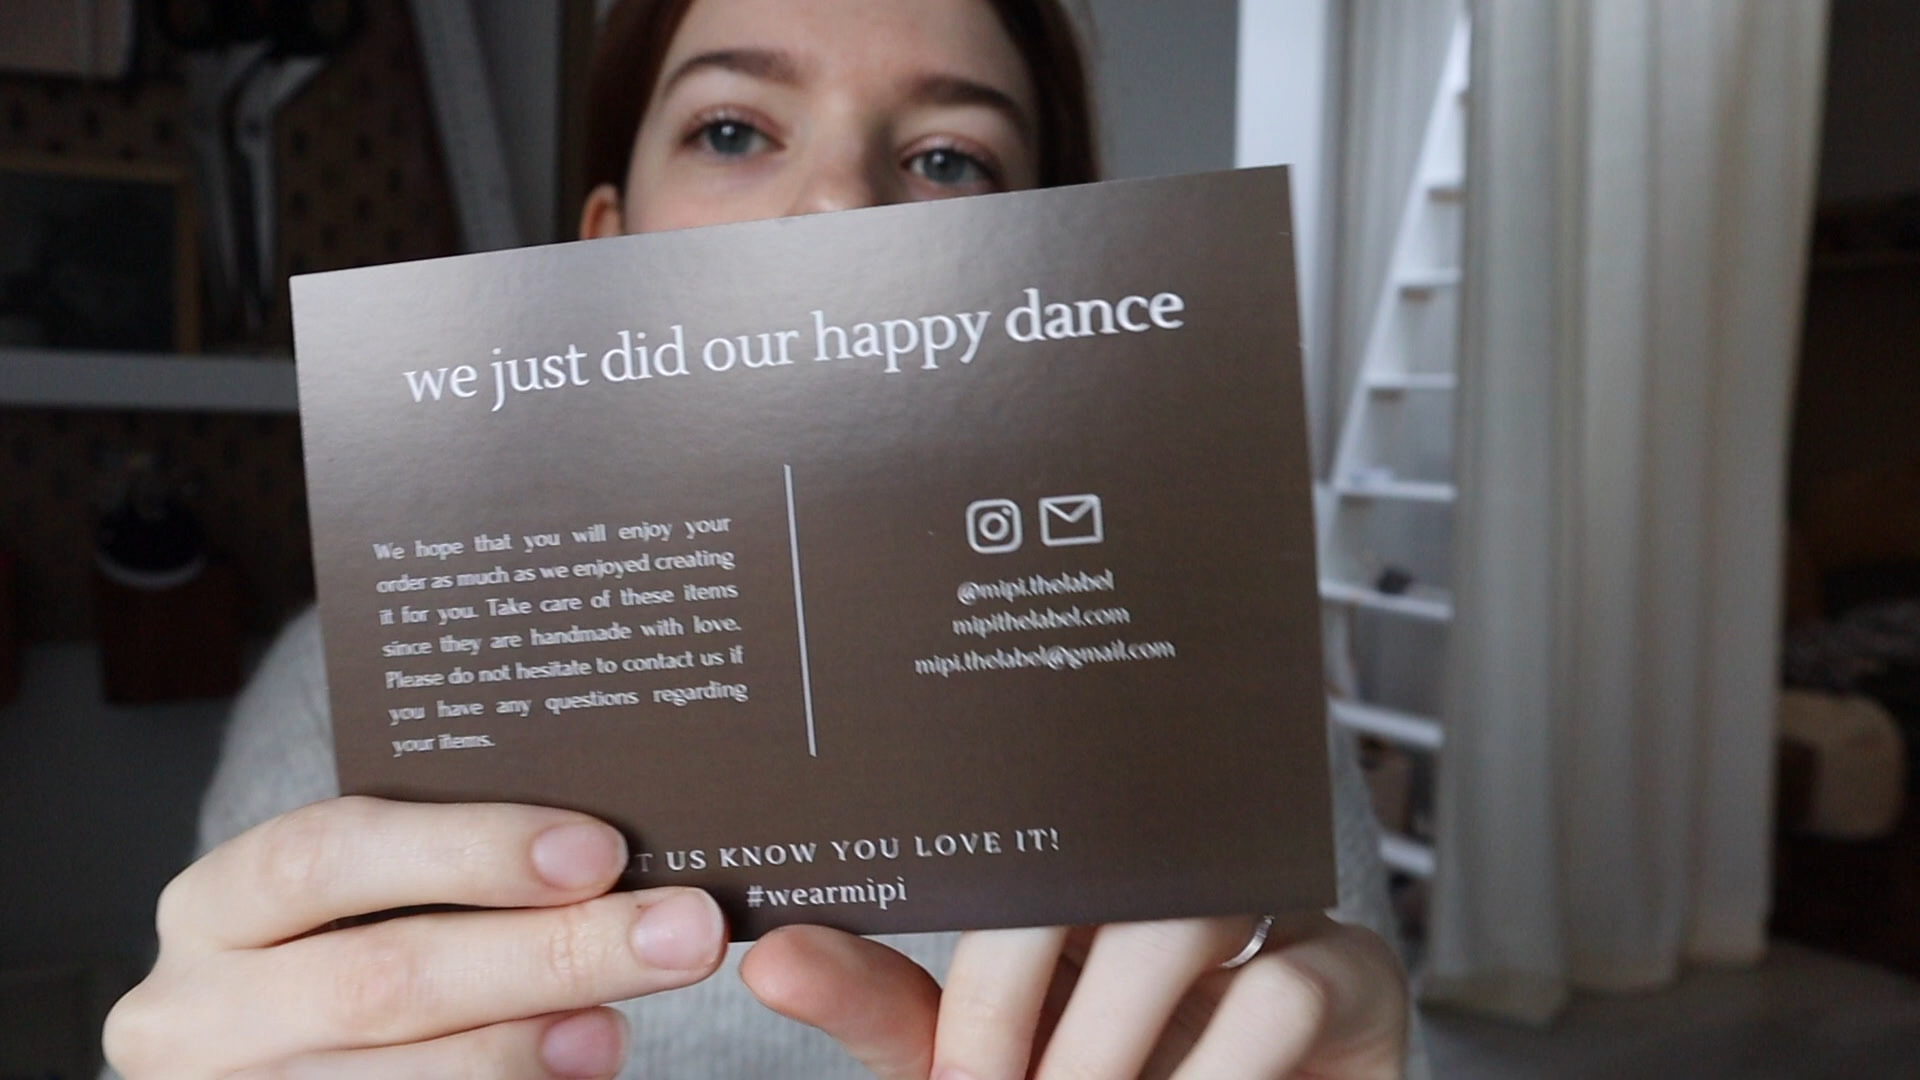 we just did our happy dance
We hope that you will enjoy your
order as much as we enjoyed creating
it for you. Take care of these items
since they are handmade with love.
Please do not hesitate to contact us if
you have any questions regarding
your items.
@mipi.thelabel
mipithelabel.com
mipi.thelabel@gmail.com
T US KNOW YOU LOVE IT!
#wearmipi